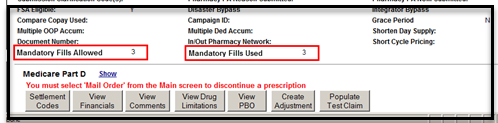 FSA Eligible: Y Disaster Bypass Integrator Bypass
Compare Copay Used: Campaign ID: Grace Period N
Multiple OOP Accum: Multiple Ded Accum: Shorten Day Supply:
Document Number: In/Out Pharmacy Network: Short Cycle Pricing:
Mandatory Fills Allowed 3 Mandatory Fills Used 3
Medicare Part D Show
You must select 'Mail Order' from the Main screen to discontinue a prescription
Settlement Codes
View Financials
View Comments
View Drug Limitations
View PBO
Create Adjustment
Populate Test Claim